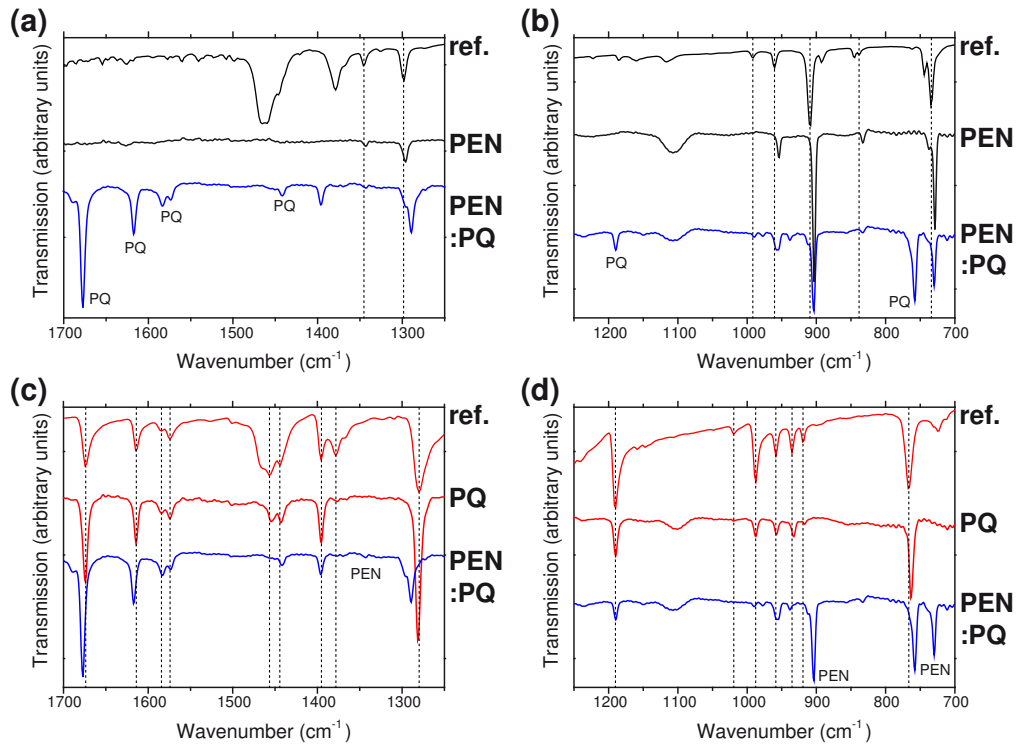 (a)
ref.
PEN
PEN
:PQ
PQ
PQ
PQ
PQ
Transmission (arbitrary units)
1700 1600 1500 1400 1300
Wavenumber (cm-1)
(b)
ref.
PEN
PEN
:PQ
PQ
PQ
Transmission (arbitrary units)
1200 1100 1000 900 800 700
Wavenumber (cm-1)
(c)
ref.
PQ
PEN
:PQ
PEN
Transmission (arbitrary units)
1700 1600 1500 1400 1300
Wavenumber (cm-1)
(d)
ref.
PQ
PEN
:PQ
PEN
PEN
Transmission (arbitrary units)
1200 1100 1000 900 800 700
Wavenumber (cm-1)